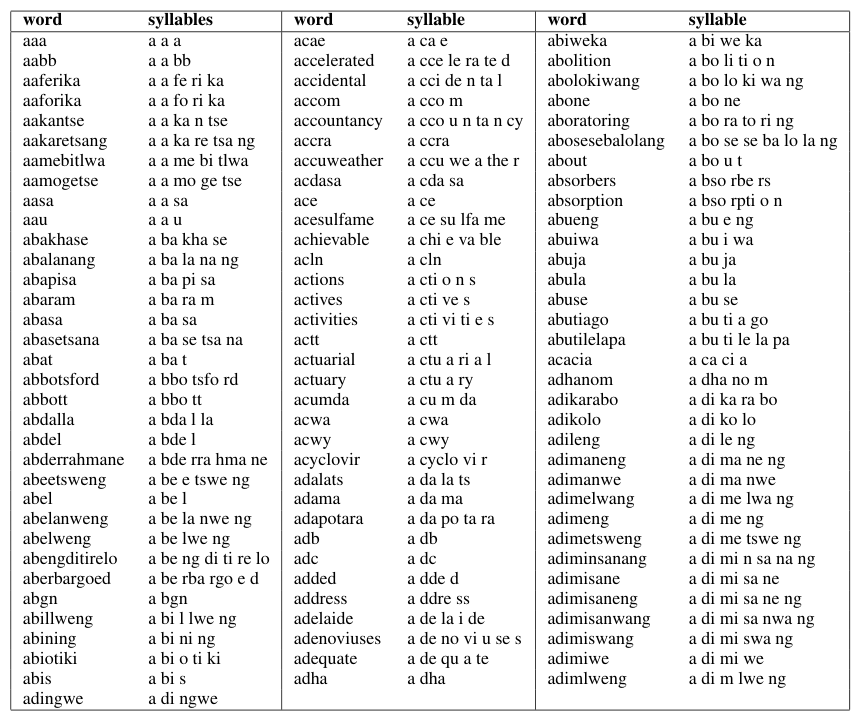 word syllables word syllable word syllable
aaa a a a acae a ca e abiweka a bi we ka
aabb a a bb accelerated a cce le ra te d abolition a bo li ti o n
aaferika a a fe ri ka accidental a cci de n ta l abolokiwang a bo lo ki wa ng
aaforika a a fo ri ka accom a cco m abone a bo ne
aakantse a a ka n tse accountancy a cco u n ta n cy aboratoring a bo ra to ri ng
aakaretsang a a ka re tsa ng accra a ccra abosesebalolang a bo se se ba lo la ng
aamebitlwa a a me bi tlwa accuweather a ccu we a the r about a bo u t
aamogetse a a mo ge tse acdasa a cda sa absorbers a bso rbe rs
aasa a a sa ace a ce absorption a bso rpti o n
aau a a u acesulfame a ce su lfa me abueng a bu e ng
abakhase a ba kha se achievable a chi e va ble abuiwa a bu i wa
abalanang a ba la na ng acln a cln abuja a bu ja
abapisa a ba pi sa actions a cti o n s abula a bu la
abaram a ba ra m actives a cti ve s abuse a bu se
abasa a ba sa activities a cti vi ti e s abutiago a bu ti a go
abasetsana a ba se tsa na actt a ctt abutilelapa a bu ti le la pa
abat a ba t actuarial a ctu a ri a l acacia a ca ci a
abbotsford a bbo tsfo rd actuary a ctu a ry adhanom a dha no m
abbott a bbo tt acumda a cu m da adikarabo a di ka ra bo
abdalla a bda l la acwa a cwa adikolo a di ko lo
abdel a bde l acwy a cwy adileng a di le ng
abderrahmane a bde rra hma ne acyclovir a cyclo vi r adimaneng a di ma ne ng
abeetsweng a be e tswe ng adalats a da la ts adimanwe a di ma nwe
abel a be l adama a da ma adimelwang a di me lwa ng
abelanweng a be la nwe ng adapotara a da po ta ra adimeng a di me ng
abelweng a be lwe ng adb a db adimetsweng a di me tswe ng
abengditirelo a be ng di ti re lo adc a dc adiminsanang a di mi n sa na ng
aberbargoed a be rba rgo e d added a dde d adimisane a di mi sa ne
abgn a bgn address a ddre ss adimisaneng a di mi sa ne ng
abillweng a bi l lwe ng adelaide a de la i de adimisanwang a di mi sa nwa ng
abining a bi ni ng adenoviuses a de no vi u se s adimiswang a di mi swa ng
abiotiki a bi o ti ki adequate a de qu a te adimiwe a di mi we
abis a bi s adha a dha adimlweng a di m lwe ng
adingwe a di ngwe